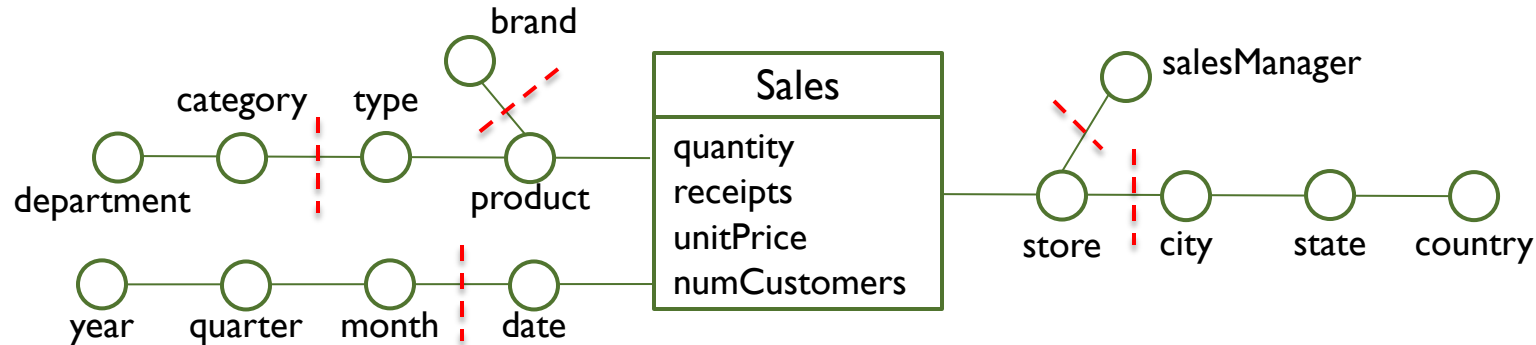 brand
Sales
salesManager
category
type
quantity
department
product
receipts
unitPrice
store
city
state
country
numCustomers
year
quarter
month
date